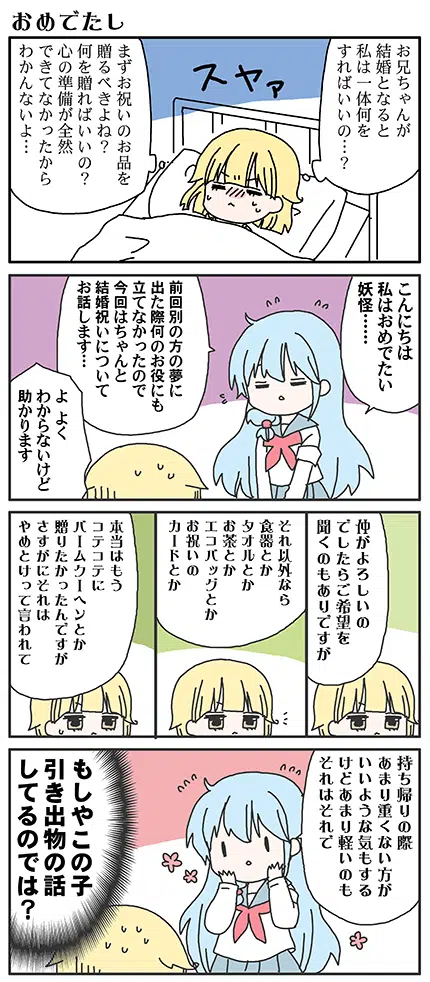 おめでたし
お兄ちゃんが
結婚となると
私は一体何を
すればいいの…？
スヤァ
まずお祝いのお品を
贈るべきよね？
何を贈ればいいの？
心の準備が全然
できてなかったから
わかんないよ…
こんにちは
私はおめでたい
妖怪……
前回別の方の夢に
出た際何のお役にも
立てなかったので
今回はちゃんと
結婚祝いについて
お話します…
よ よく
わからないけど
助かります
仲がよろしいの
でしたらご希望を
聞くのもありですが
それ以外なら
食器とか
タオルとか
お茶とか
エコバッグとか
お祝いの
カードとか
本当はもう
コテコテに
バームクーヘンとか
贈りたかったんですが
さすがにそれは
やめとけって言われて
持ち帰りの際
あまり重くない方が
いいような気もする
けどあまり軽いのも
それはそれで
もしやこの子
引き出物の話
してるのでは？